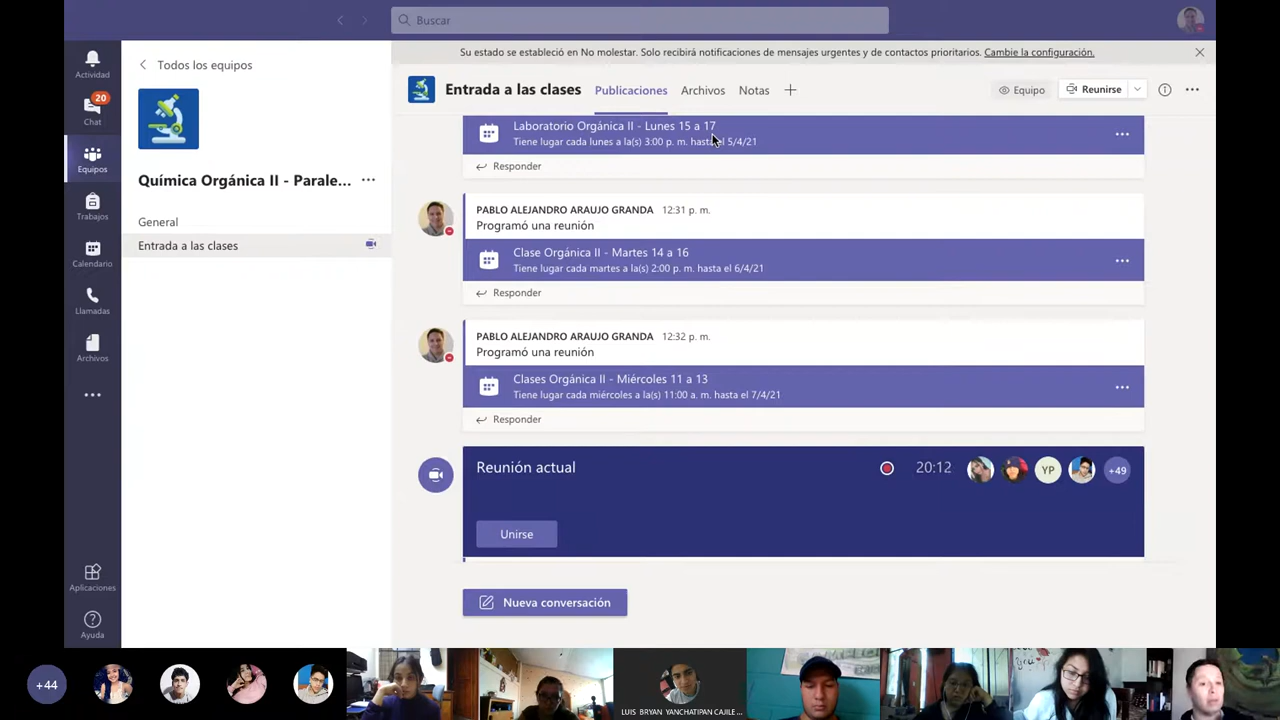 Buscar
Su estado se estableció en No molestar. Solo recibirá notificaciones de mensajes urgentes y de contactos prioritarios. Cambie la configuración.
Actividad
20
Chat
Equipos
Trabajos
Calendario
Llamadas
Archivos
Aplicaciones
Ayuda
Todos los equipos
Química Orgánica II - Parale...
General
Entrada a las clases
Entrada a las clases
Publicaciones
Archivos
Notas
Equipo
Reunirse
Laboratorio Orgánica II - Lunes 15 a 17
Tiene lugar cada lunes a la(s) 3:00 p. m. hasta el 5/4/21
Responder
PABLO ALEJANDRO ARAUJO GRANDA 12:31 p. m.
Programó una reunión
Clase Orgánica II - Martes 14 a 16
Tiene lugar cada martes a la(s) 2:00 p. m. hasta el 6/4/21
Responder
PABLO ALEJANDRO ARAUJO GRANDA 12:32 p. m.
Programó una reunión
Clases Orgánica II - Miércoles 11 a 13
Tiene lugar cada miércoles a la(s) 11:00 a. m. hasta el 7/4/21
Responder
Reunión actual
20:12
YP
+49
Unirse
Nueva conversación
+44
LUIS BRYAN YANCHATIPAN CAJILE ...